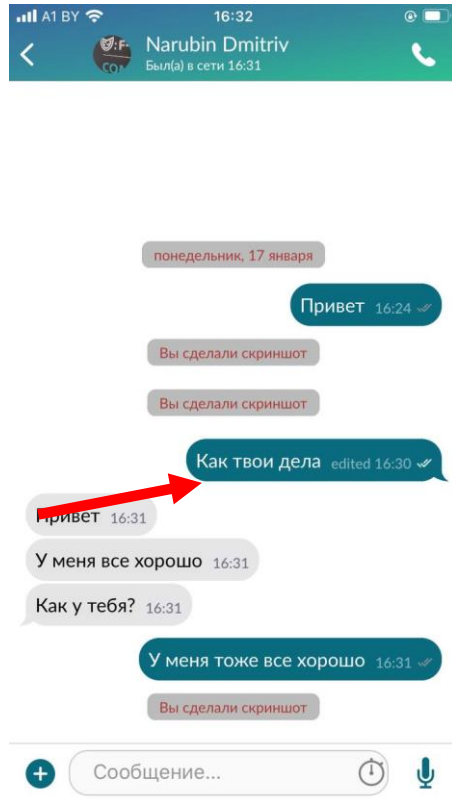 A1 BY 16:32
Narubin Dmitriv
Был(а) в сети 16:31
понедельник, 17 января
Привет 16:24
Вы сделали скриншот
Вы сделали скриншот
Как твои дела edited 16:30
Привет 16:31
У меня все хорошо 16:31
Как у тебя? 16:31
У меня тоже все хорошо 16:31
Вы сделали скриншот
Сообщение...